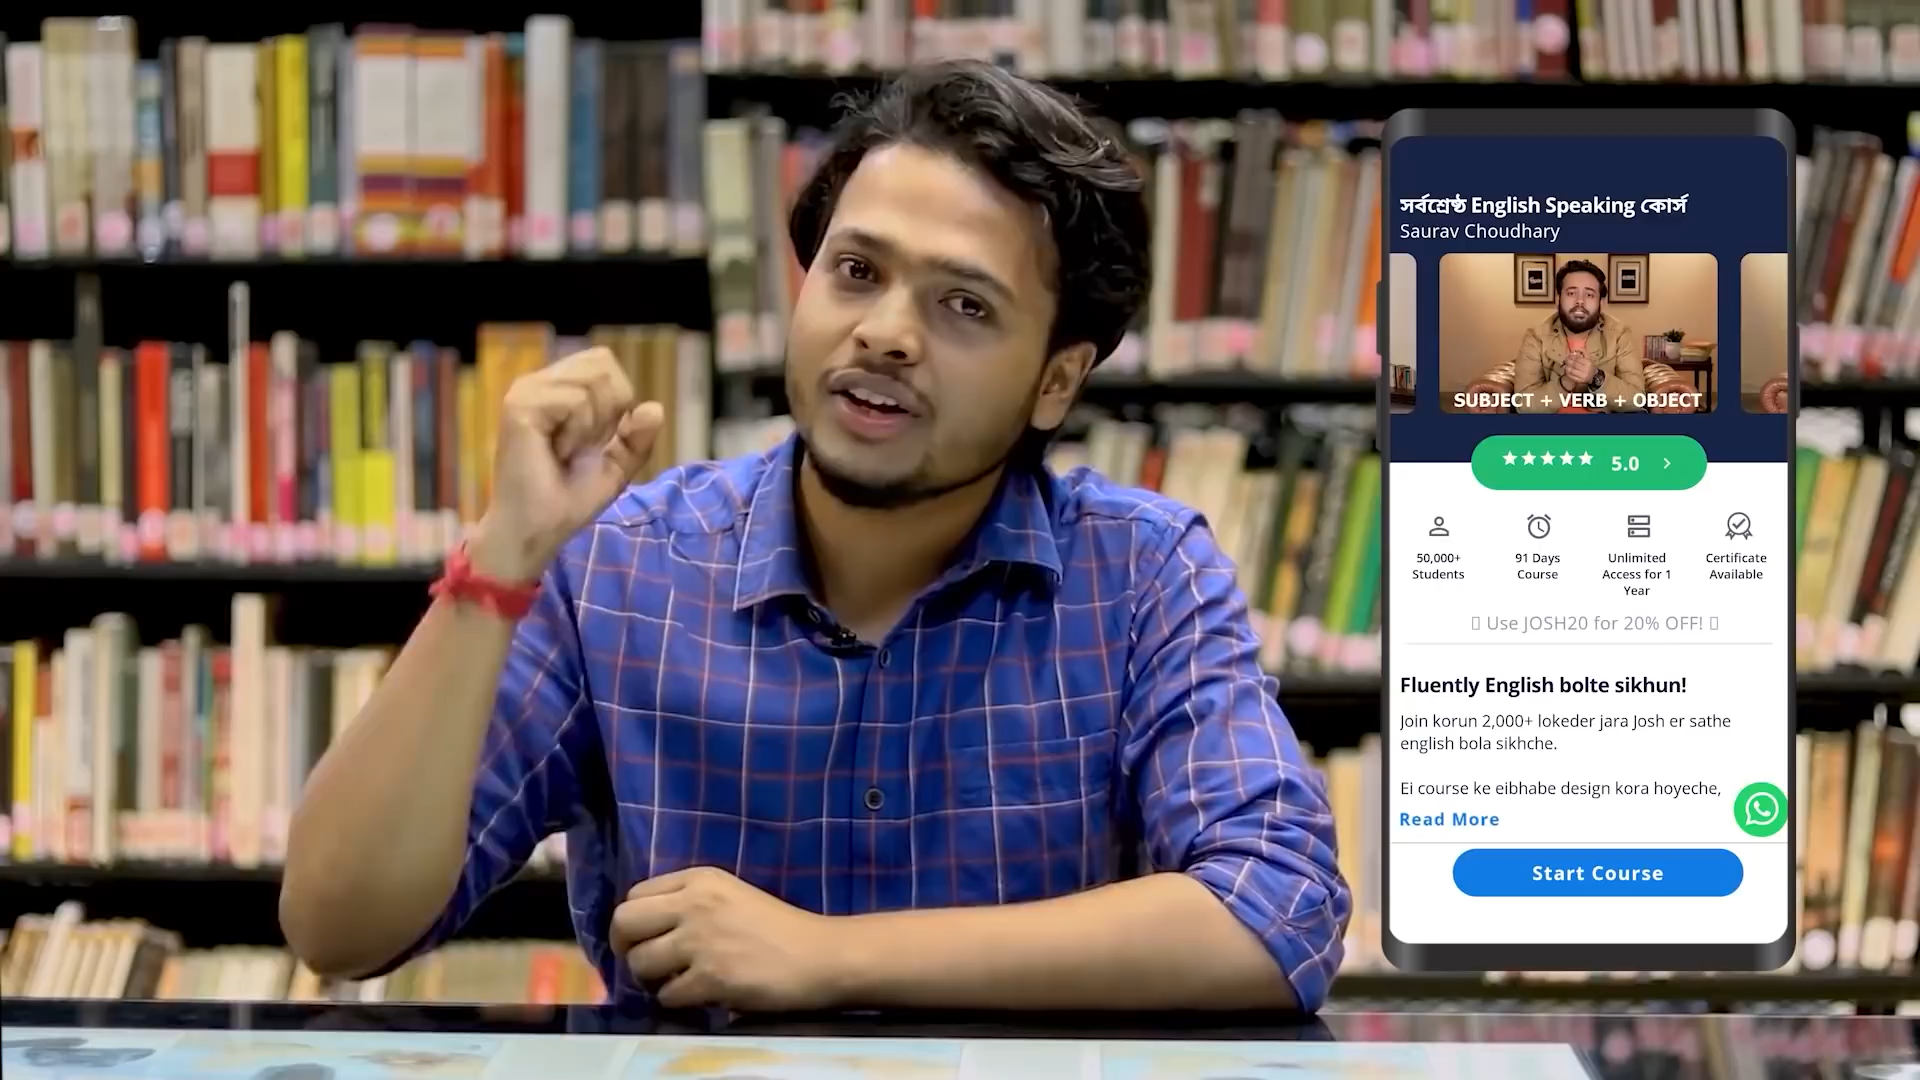 সর্বশ্রেষ্ঠ English Speaking কোর্স
Saurav Choudhary
SUBJECT + VERB + OBJECT
5.0
50,000+
Students
91 Days
Course
Unlimited
Access for 1
Year
Certificate
Available
Use JOSH20 for 20% OFF!
Fluently English bolte sikhun!
Join korun 2,000+ lokeder jara Josh er sathe
english bola sikhche.
Ei course ke eibhabe design kora hoyeche,
Read More
Start Course